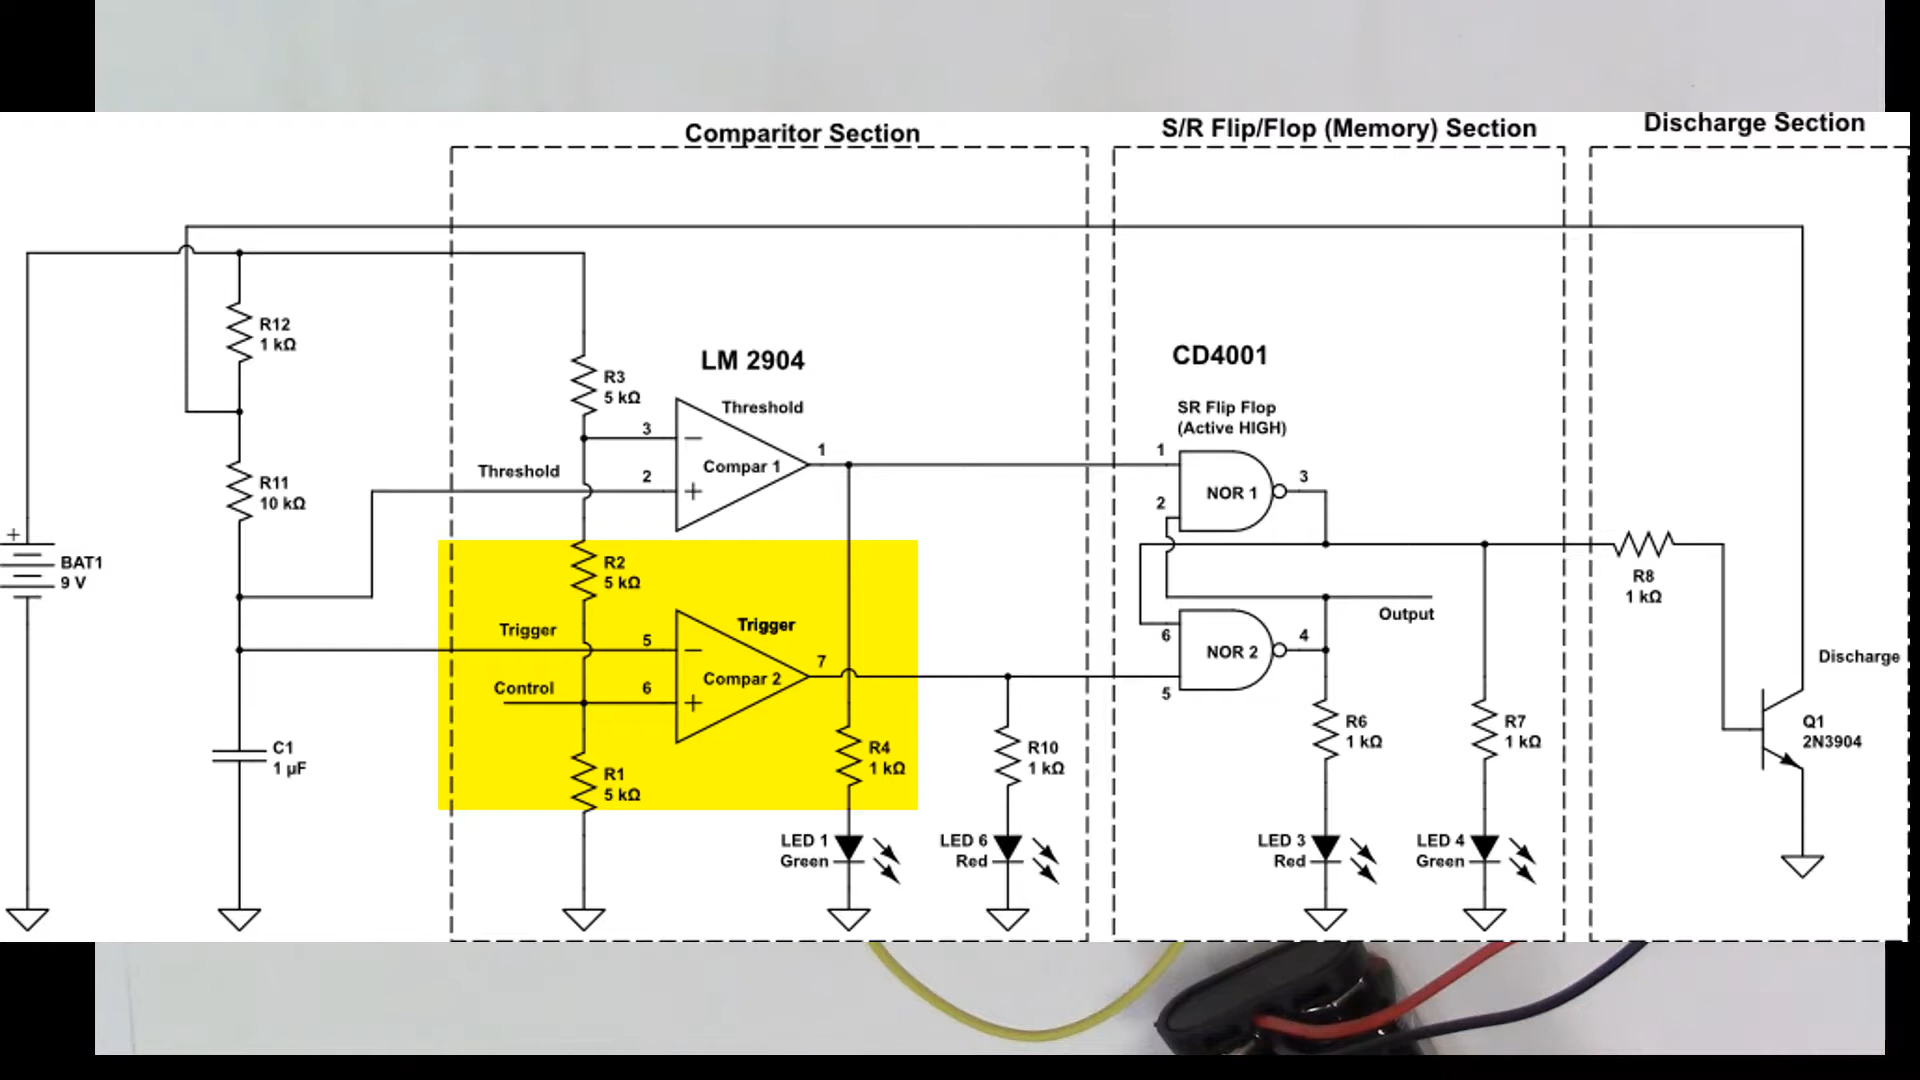 Comparitor Section
S/R Flip/Flop (Memory) Section
Discharge Section
R12
1 kΩ
R11
10 kΩ
BAT1
9 V
+
C1
1 µF
R3
5 kΩ
LM 2904
Threshold
3
−
Compar 1
1
Threshold
2
+
R2
5 kΩ
Trigger
Trigger
5
−
Compar 2
7
Control
6
+
R1
5 kΩ
R4
1 kΩ
R10
1 kΩ
LED 1
Green
LED 6
Red
CD4001
SR Flip Flop
(Active HIGH)
1
NOR 1
3
2
6
NOR 2
4
5
Output
R6
1 kΩ
R7
1 kΩ
LED 3
Red
LED 4
Green
R8
1 kΩ
Discharge
Q1
2N3904